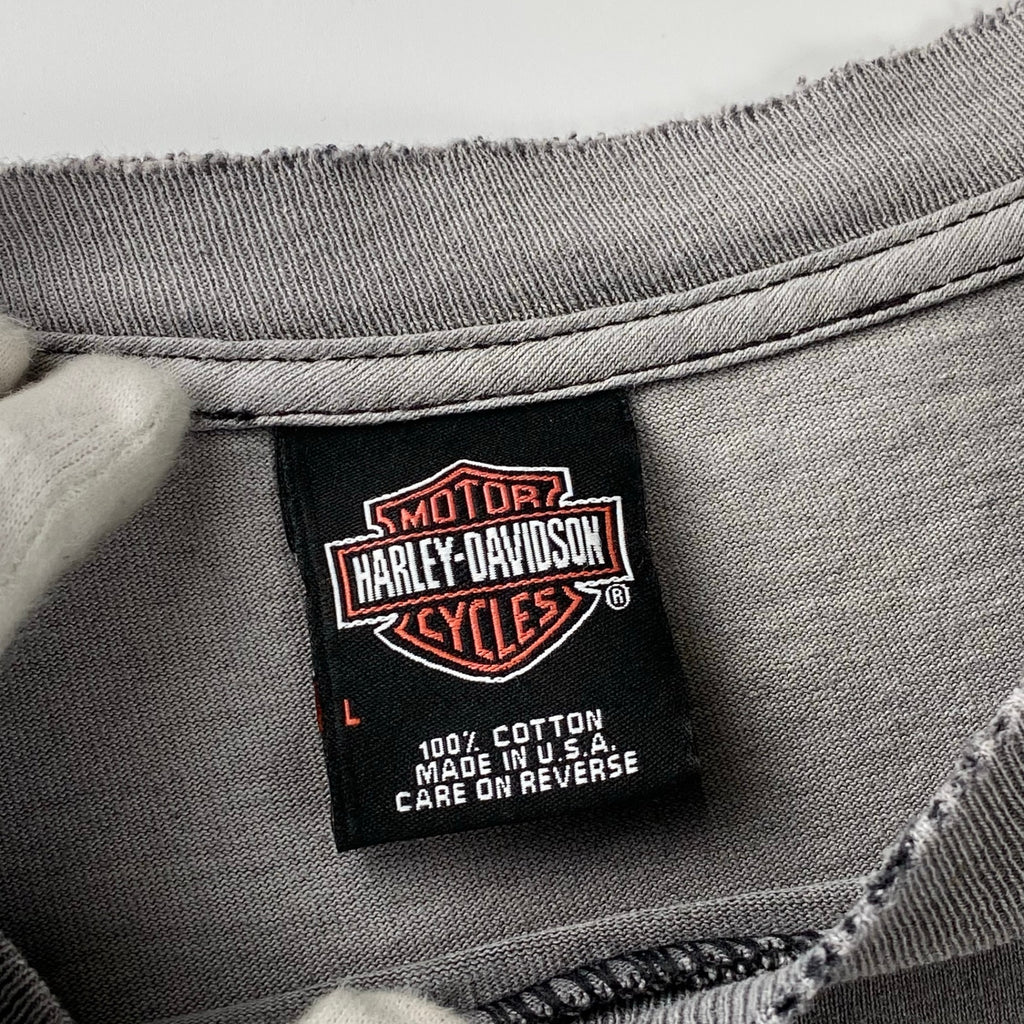 MOTOR
HARLEY-DAVIDSON
CYCLES
®
L
100% COTTON
MADE IN U.S.A.
CARE ON REVERSE